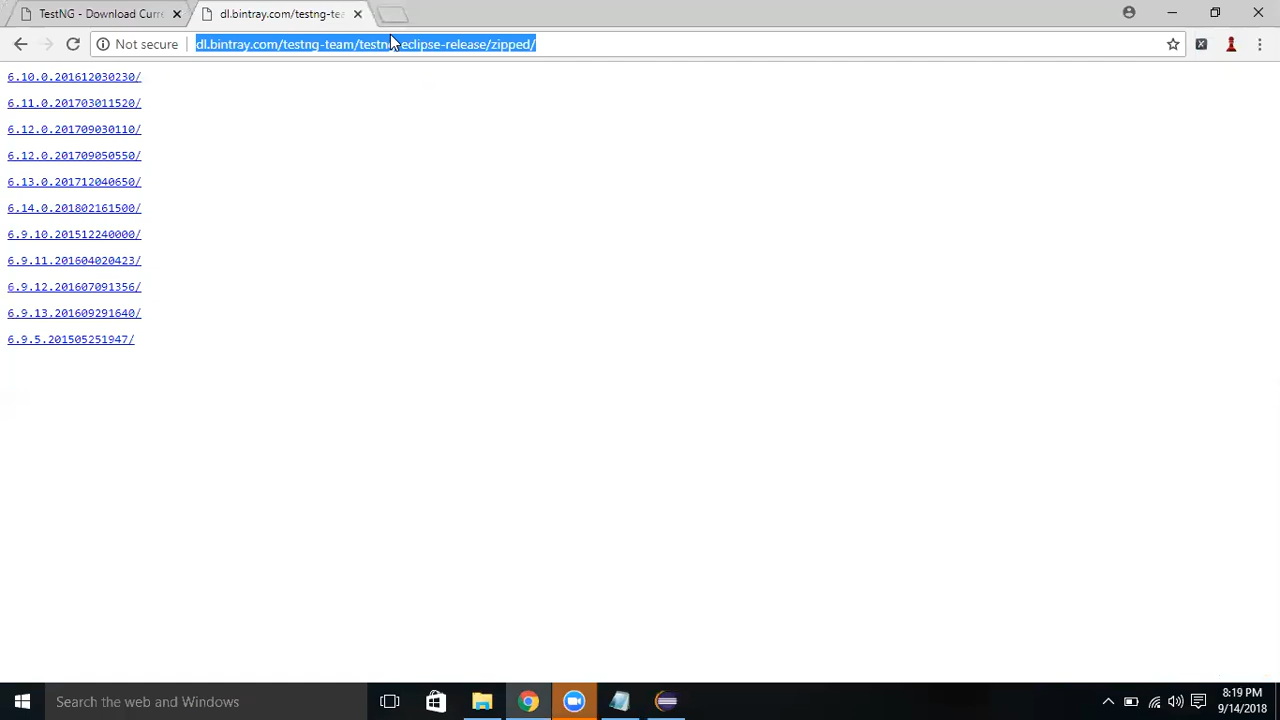 TestNG - Download Curre
dl.bintray.com/testng-tea
Not secure
dl.bintray.com/testng-team/testng-eclipse-release/zipped/
6.10.0.201612030230/
6.11.0.201703011520/
6.12.0.201709030110/
6.12.0.201709050550/
6.13.0.201712040650/
6.14.0.201802161500/
6.9.10.201512240000/
6.9.11.201604020423/
6.9.12.201607091356/
6.9.13.201609291640/
6.9.5.201505251947/
Search the web and Windows
8:19 PM
9/14/2018